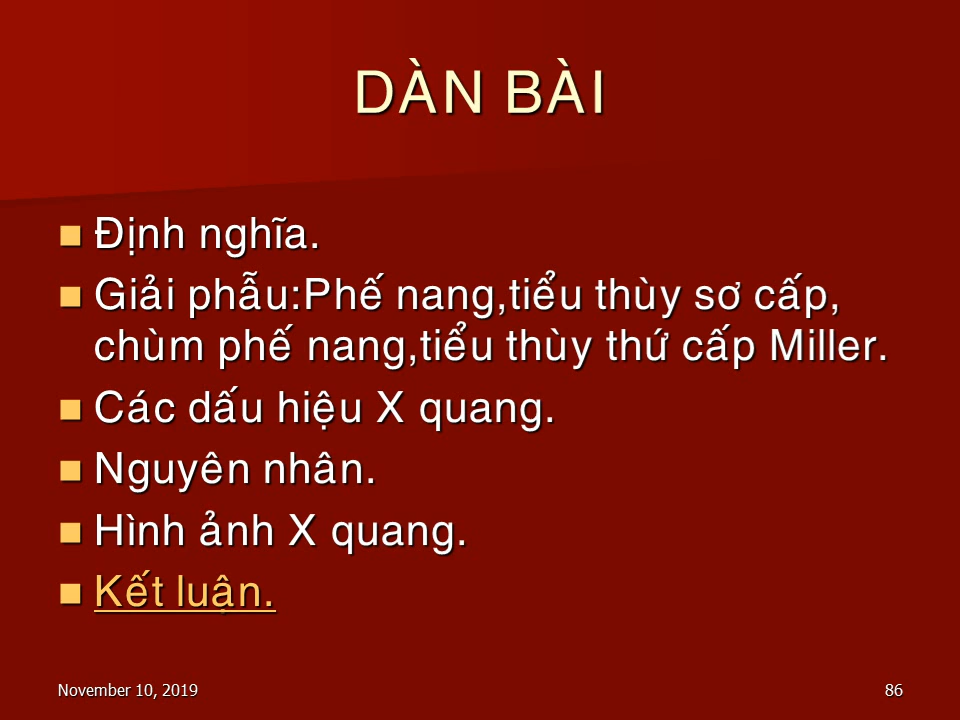 DÀN BÀI
Định nghĩa.
Giải phẫu:Phế nang,tiểu thùy sơ cấp,
chùm phế nang,tiểu thùy thứ cấp Miller.
Các dấu hiệu X quang.
Nguyên nhân.
Hình ảnh X quang.
Kết luận.
November 10, 2019 86